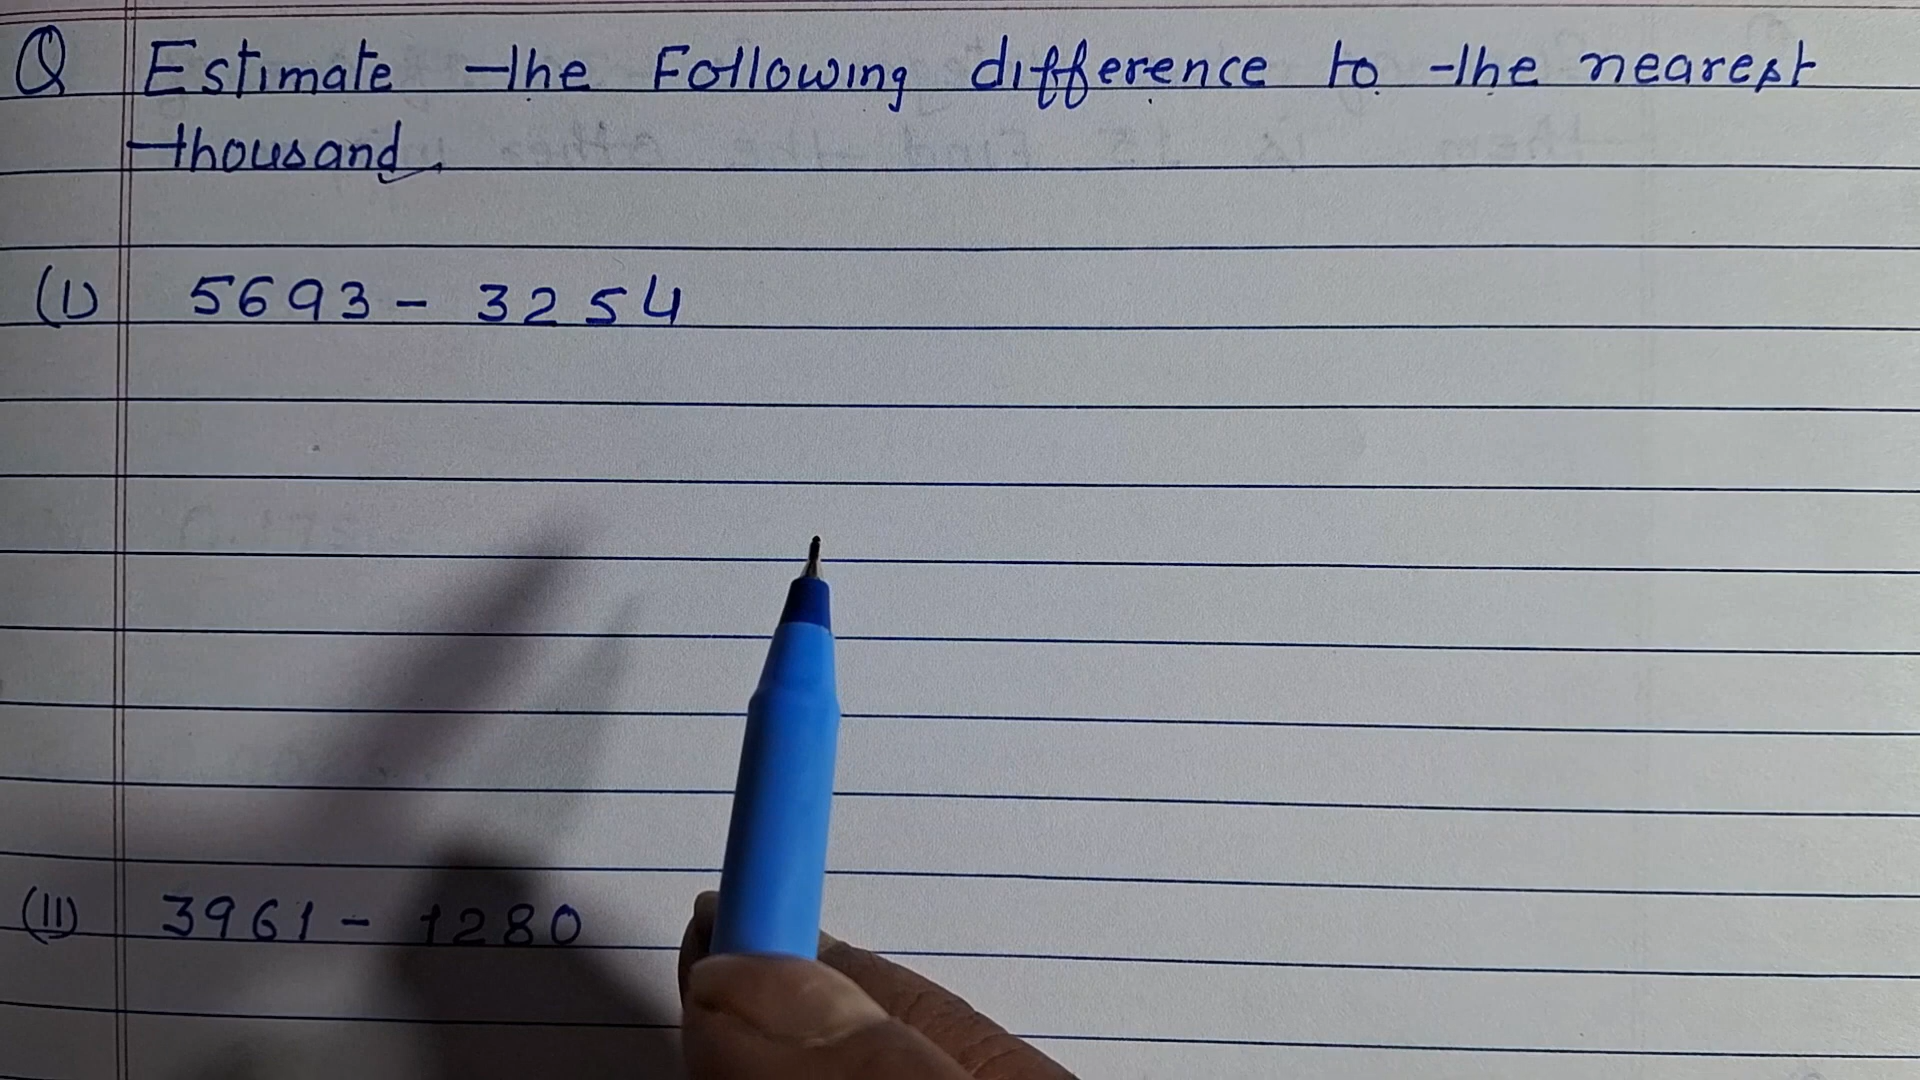 Q Estimate the Following difference to the nearest
thousand.
(I) 5693 - 3254
(II) 3961 - 1280